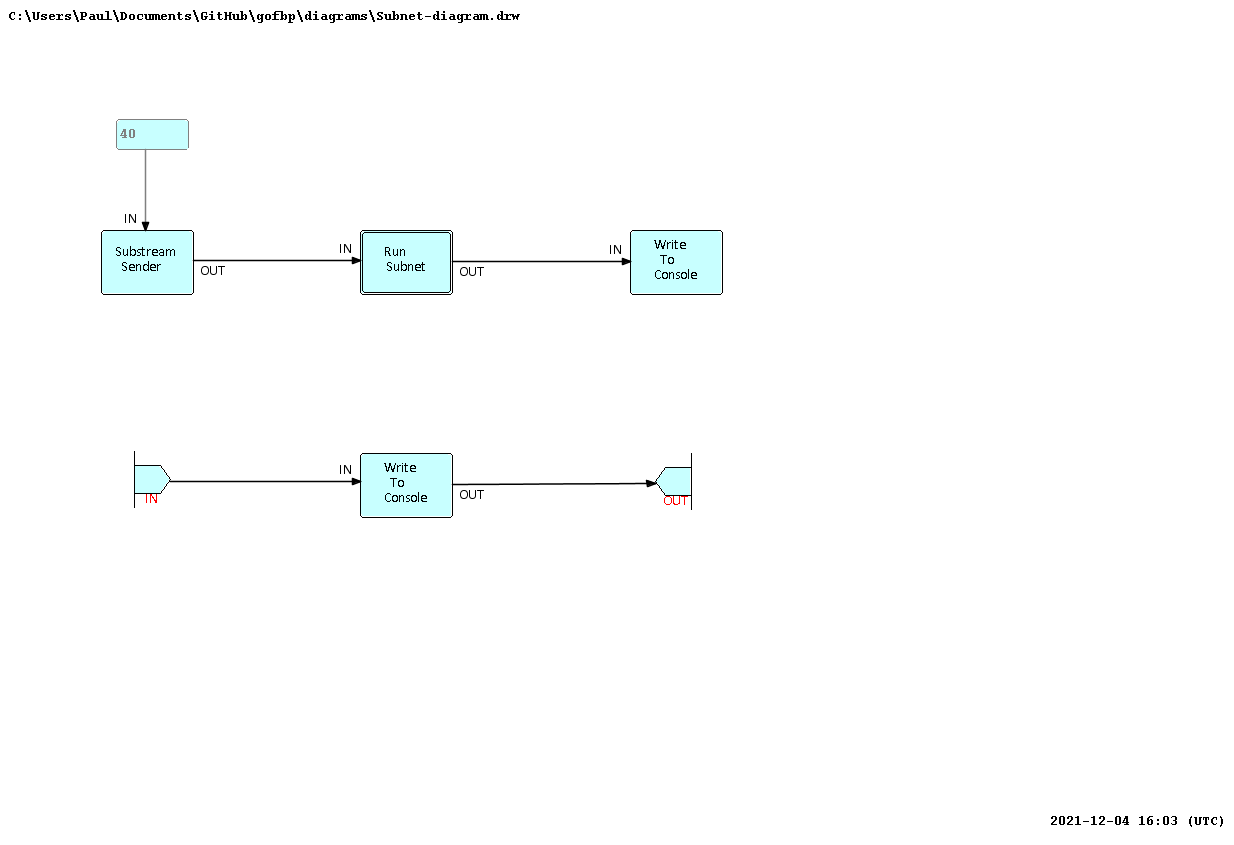 C:\Users\Paul\Documents\GitHub\gofbp\diagrams\Subnet-diagram.drw
40
IN
Substream
Sender
OUT
IN
Run
Subnet
OUT
IN
Write
To
Console
IN
IN
Write
To
Console
OUT
OUT
2021-12-04 16:03 (UTC)